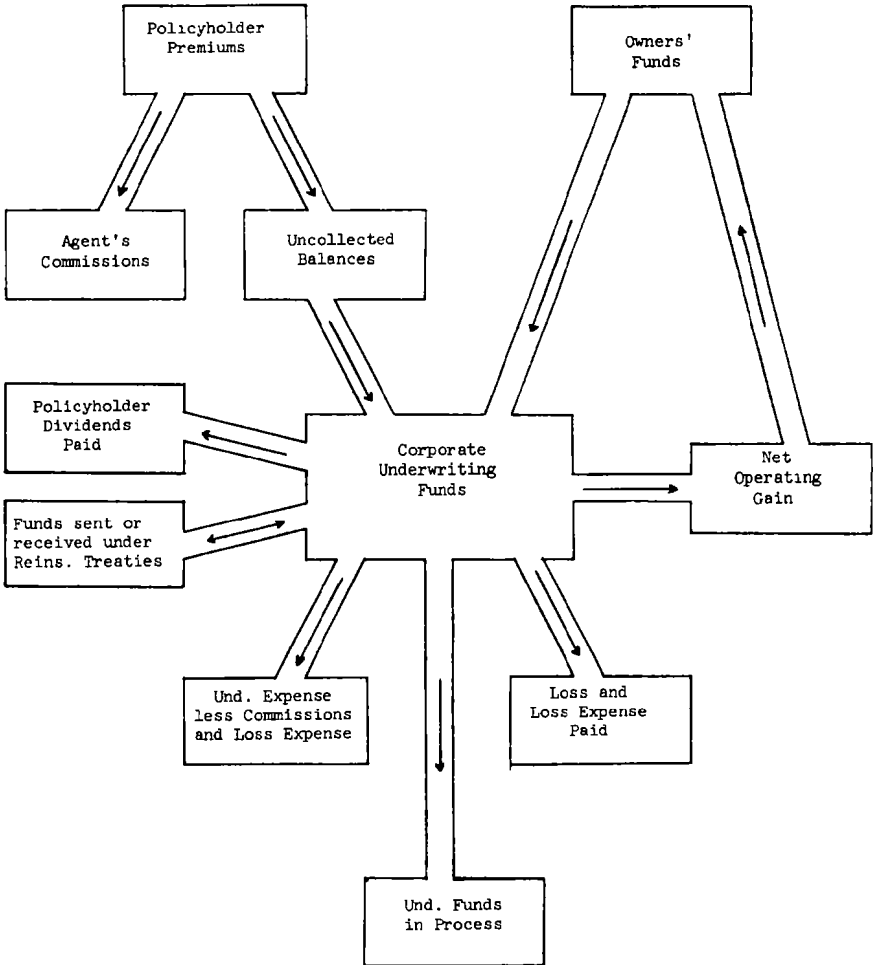 Policyholder
Premiums
Owners'
Funds
Agent's
Commissions
Uncollected
Balances
Policyholder
Dividends
Paid
Corporate
Underwriting
Funds
Net
Operating
Gain
Funds sent or
received under
Reins. Treaties
Und. Expense
less Commissions
and Loss Expense
Loss and
Loss Expense
Paid
Und. Funds
in Process